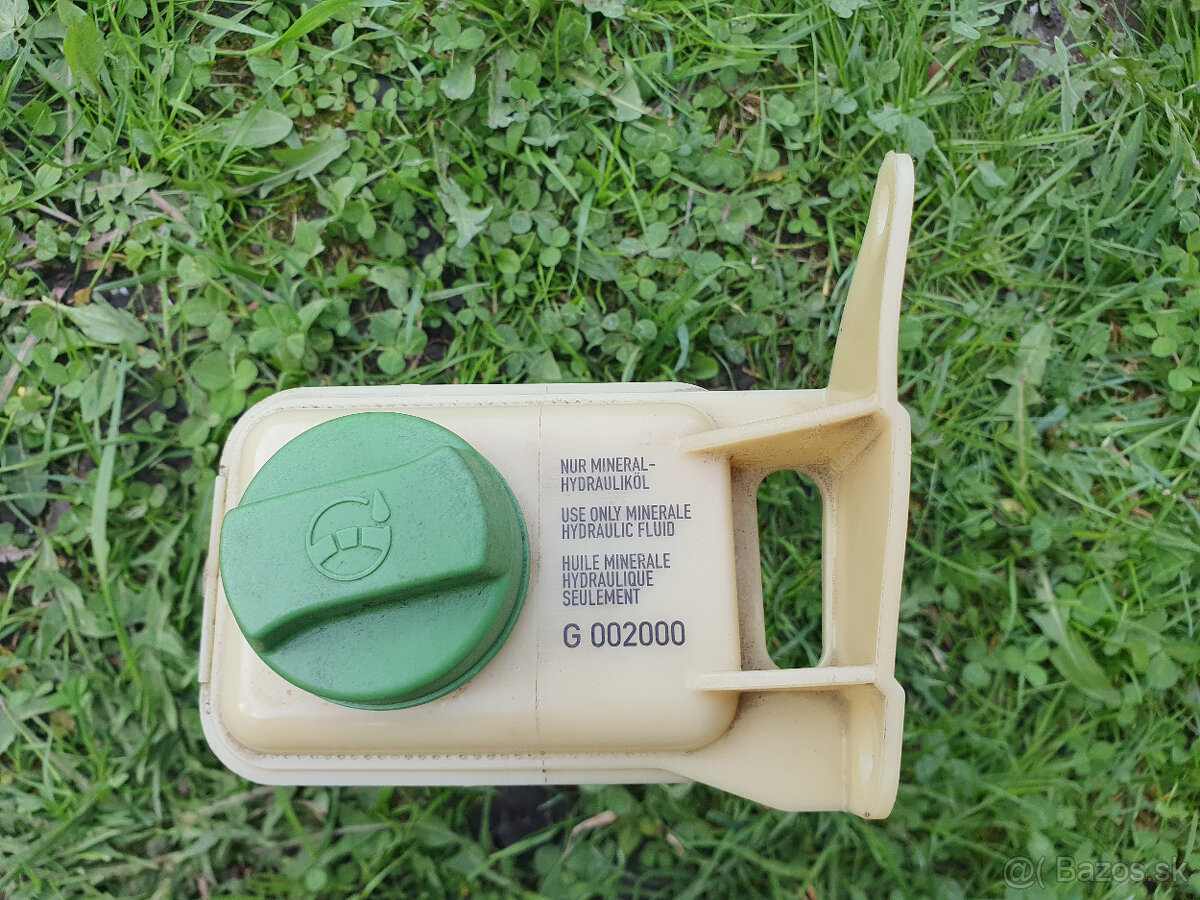 NUR MINERAL-
HYDRAULIKÖL
USE ONLY MINERALE
HYDRAULIC FLUID
HUILE MINERALE
HYDRAULIQUE
SEULEMENT
G 002000
@( Bazos.sk